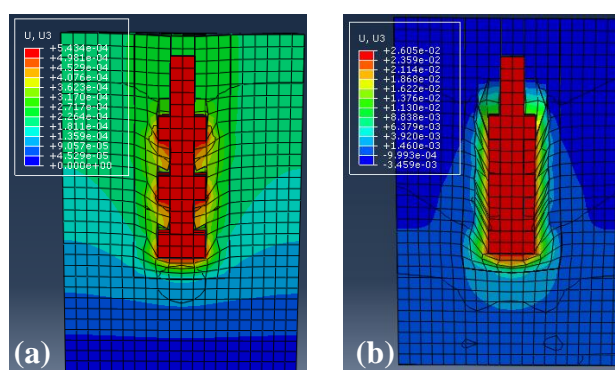 U, U3
+5.434e-04
+4.981e-04
+4.529e-04
+4.076e-04
+3.623e-04
+3.170e-04
+2.717e-04
+2.264e-04
+1.811e-04
+1.359e-04
+9.057e-05
+4.529e-05
+0.000e+00
(a)
U, U3
+2.605e-02
+2.359e-02
+2.114e-02
+1.868e-02
+1.622e-02
+1.376e-02
+1.130e-02
+8.838e-03
+6.379e-03
+3.920e-03
+1.460e-03
-9.993e-04
-3.459e-03
(b)